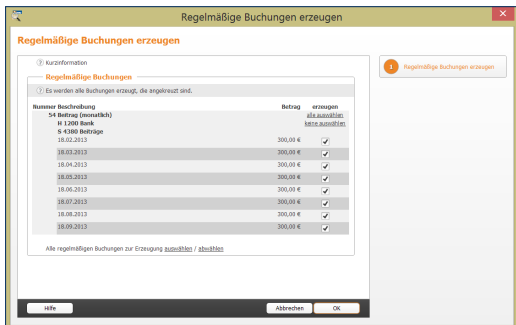 Regelmäßige Buchungen erzeugen
Regelmäßige Buchungen erzeugen
Kurzinformation
Regelmäßige Buchungen
Es werden alle Buchungen erzeugt, die angekreuzt sind.
Nummer Beschreibung Betrag erzeugen
54 Beitrag (monatlich) alle auswählen
H 1200 Bank keine auswählen
S 4380 Beiträge
18.02.2013 300,00 €
18.03.2013 300,00 €
18.04.2013 300,00 €
18.05.2013 300,00 €
18.06.2013 300,00 €
18.07.2013 300,00 €
18.08.2013 300,00 €
18.09.2013 300,00 €
Alle regelmäßigen Buchungen zur Erzeugung auswählen / abwählen
Hilfe Abbrechen OK
1 Regelmäßige Buchungen erzeugen